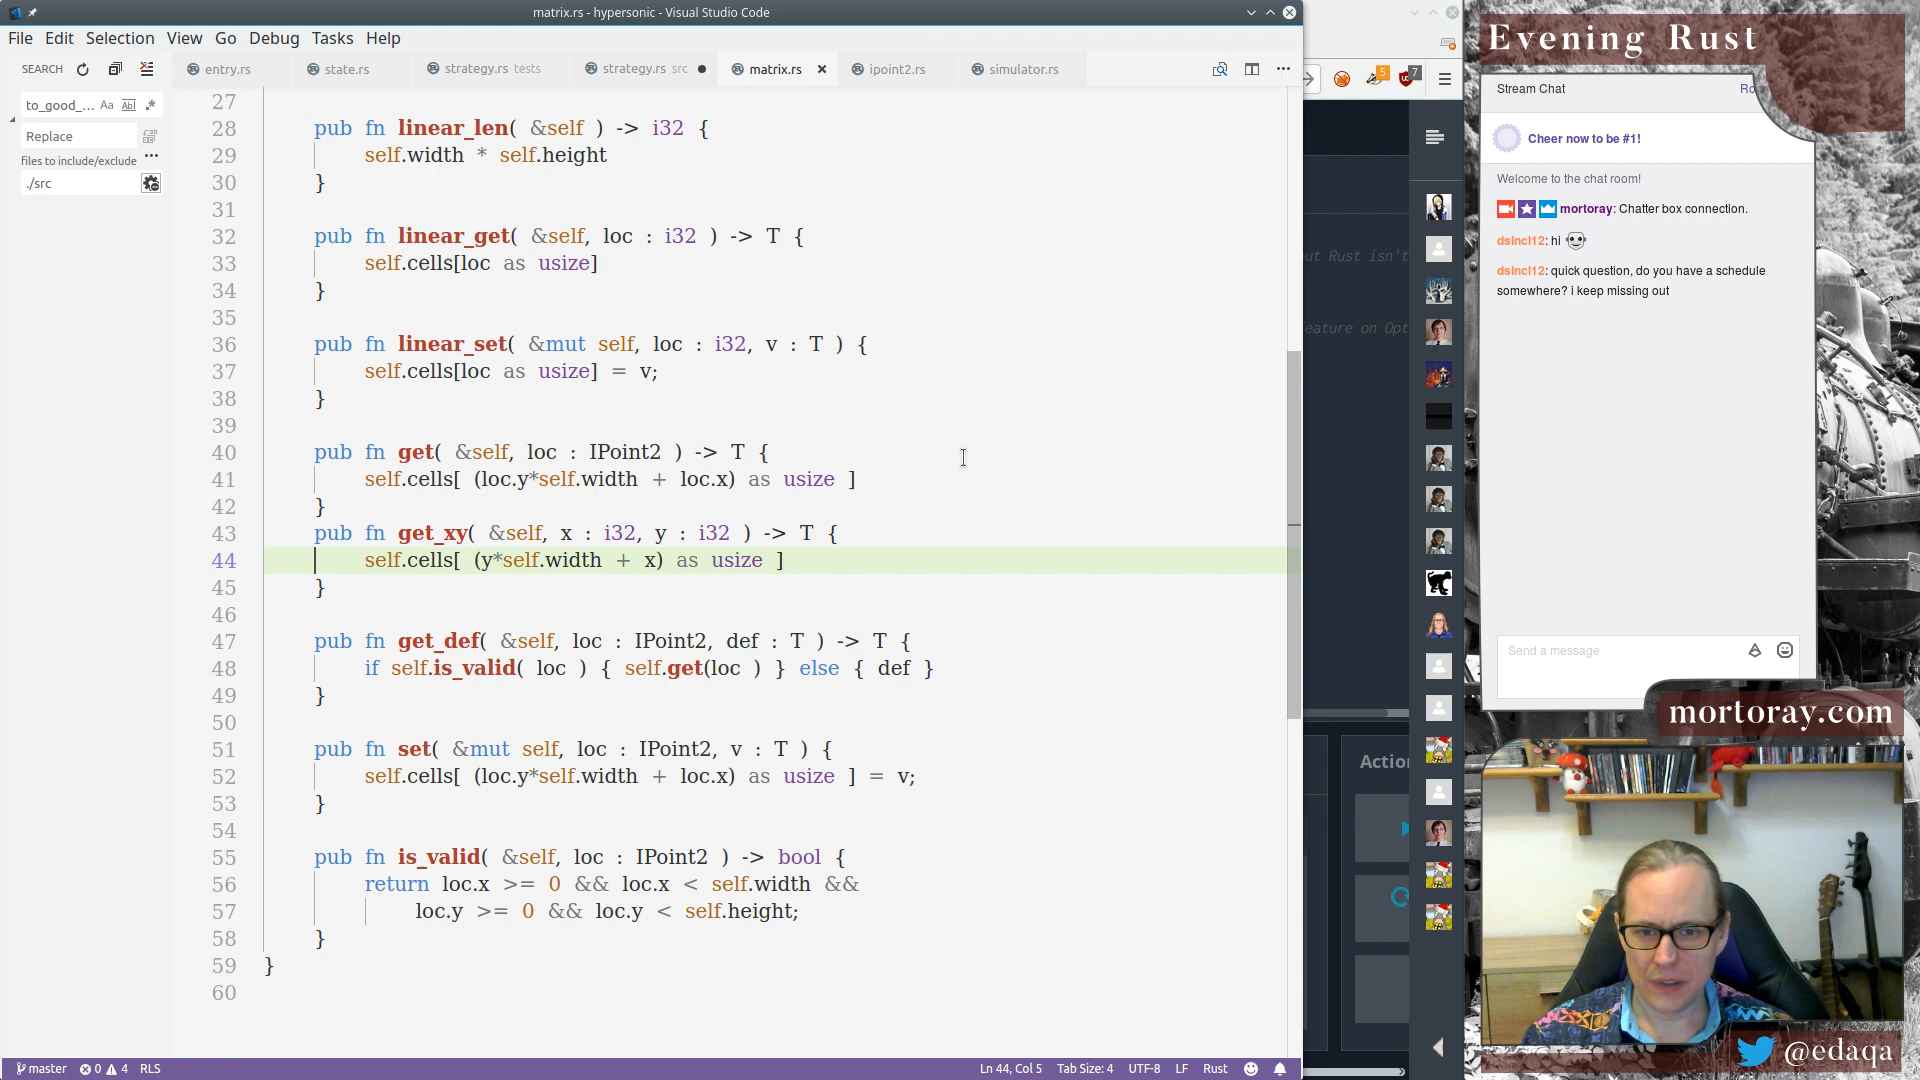 matrix.rs - hypersonic - Visual Studio Code
File Edit Selection View Go Debug Tasks Help
SEARCH
entry.rs
state.rs
strategy.rs tests
strategy.rs src
matrix.rs
ipoint2.rs
simulator.rs
to_good_...
Aa
Abl
.*
Replace
files to include/exclude
...
./src
27
28 pub fn linear_len( &self ) -> i32 {
29 self.width * self.height
30 }
31
32 pub fn linear_get( &self, loc : i32 ) -> T {
33 self.cells[loc as usize]
34 }
35
36 pub fn linear_set( &mut self, loc : i32, v : T ) {
37 self.cells[loc as usize] = v;
38 }
39
40 pub fn get( &self, loc : IPoint2 ) -> T {
41 self.cells[ (loc.y*self.width + loc.x) as usize ]
42 }
43 pub fn get_xy( &self, x : i32, y : i32 ) -> T {
44 self.cells[ (y*self.width + x) as usize ]
45 }
46
47 pub fn get_def( &self, loc : IPoint2, def : T ) -> T {
48 if self.is_valid( loc ) { self.get(loc ) } else { def }
49 }
50
51 pub fn set( &mut self, loc : IPoint2, v : T ) {
52 self.cells[ (loc.y*self.width + loc.x) as usize ] = v;
53 }
54
55 pub fn is_valid( &self, loc : IPoint2 ) -> bool {
56 return loc.x >= 0 && loc.x < self.width &&
57 loc.y >= 0 && loc.y < self.height;
58 }
59 }
60
master 0 4 RLS
Ln 44, Col 5 Tab Size: 4 UTF-8 LF Rust
5
7
ut Rust isn't
eature on Opt
Action
Evening Rust
Stream Chat
Ro
Cheer now to be #1!
Welcome to the chat room!
mortoray: Chatter box connection.
dsincl12: hi
dsincl12: quick question, do you have a schedule
somewhere? i keep missing out
Send a message
mortoray.com
@edaqa